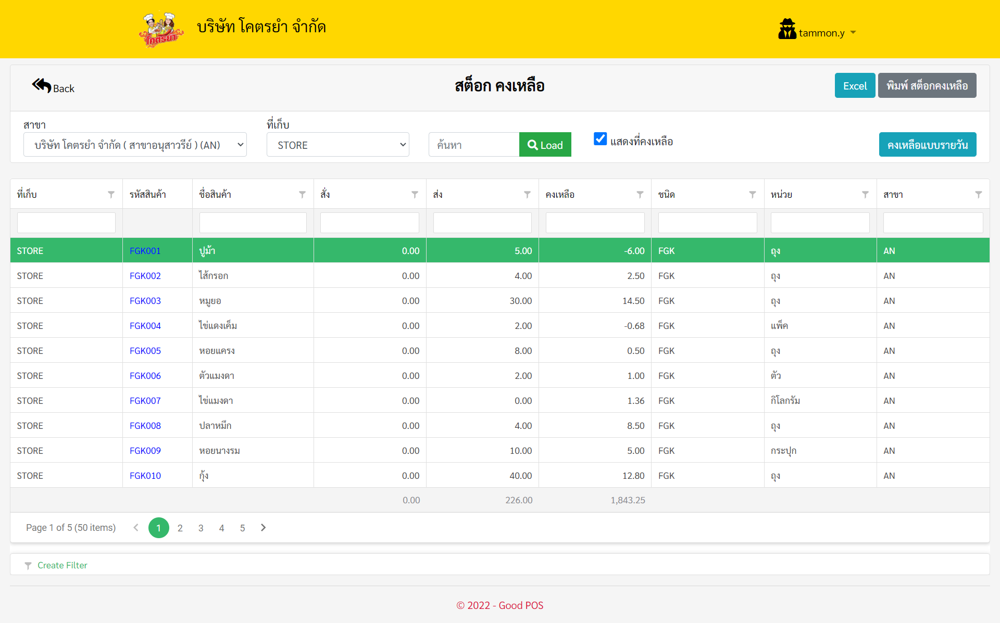 โคตรยำ
บริษัท โคตรยำ จำกัด
tammon.y
Back
สต็อก คงเหลือ
Excel
พิมพ์ สต็อกคงเหลือ
สาขา
ที่เก็บ
บริษัท โคตรยำ จำกัด ( สาขาอนุสาวรีย์ ) (AN)
STORE
ค้นหา
Load
แสดงที่คงเหลือ
คงเหลือแบบรายวัน
ที่เก็บ รหัสสินค้า ชื่อสินค้า สั่ง ส่ง คงเหลือ ชนิด หน่วย สาขา
STORE FGK001 ปูม้า 0.00 5.00 -6.00 FGK ถุง AN
STORE FGK002 ไส้กรอก 0.00 4.00 2.50 FGK ถุง AN
STORE FGK003 หมูยอ 0.00 30.00 14.50 FGK ถุง AN
STORE FGK004 ไข่แดงเค็ม 0.00 2.00 -0.68 FGK แพ็ค AN
STORE FGK005 หอยแครง 0.00 8.00 0.50 FGK ถุง AN
STORE FGK006 ตัวแมงดา 0.00 2.00 1.00 FGK ตัว AN
STORE FGK007 ไข่แมงดา 0.00 0.00 1.36 FGK กิโลกรัม AN
STORE FGK008 ปลาหมึก 0.00 4.00 8.50 FGK ถุง AN
STORE FGK009 หอยนางรม 0.00 10.00 5.00 FGK กระปุก AN
STORE FGK010 กุ้ง 0.00 40.00 12.80 FGK ถุง AN
0.00 226.00 1,843.25
Page 1 of 5 (50 items) 1 2 3 4 5
Create Filter
© 2022 - Good POS